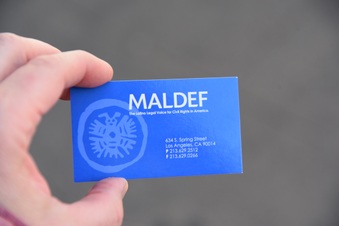 MALDEF
The Latino Legal Voice for Civil Rights in America.
634 S. Spring Street
Los Angeles, CA 90014
P 213.629.2512
F 213.629.0266